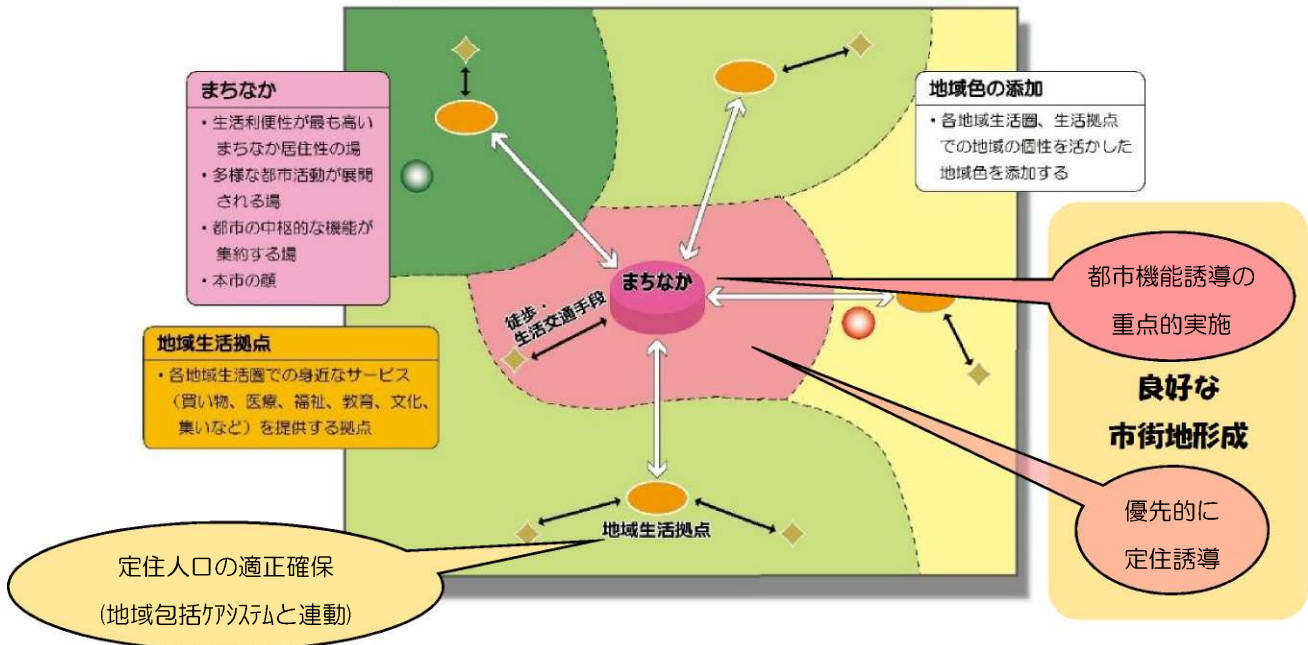 まちなか
・生活利便性が最も高い
まちなか居住性の場
・多様な都市活動が展開
される場
・都市の中枢的な機能が
集約する場
・本市の顔
地域色の添加
・各地域生活圏、生活拠点
での地域の個性を活かした
地域色を添加する
まちなか
徒歩・
生活交通手段
都市機能誘導の
重点的実施
良好な
市街地形成
優先的に
定住誘導
地域生活拠点
・各地域生活圏での身近なサービス
（買い物、医療、福祉、教育、文化、
集いなど）を提供する拠点
地域生活拠点
定住人口の適正確保
(地域包括ｹｱｼｽﾃﾑと連動)